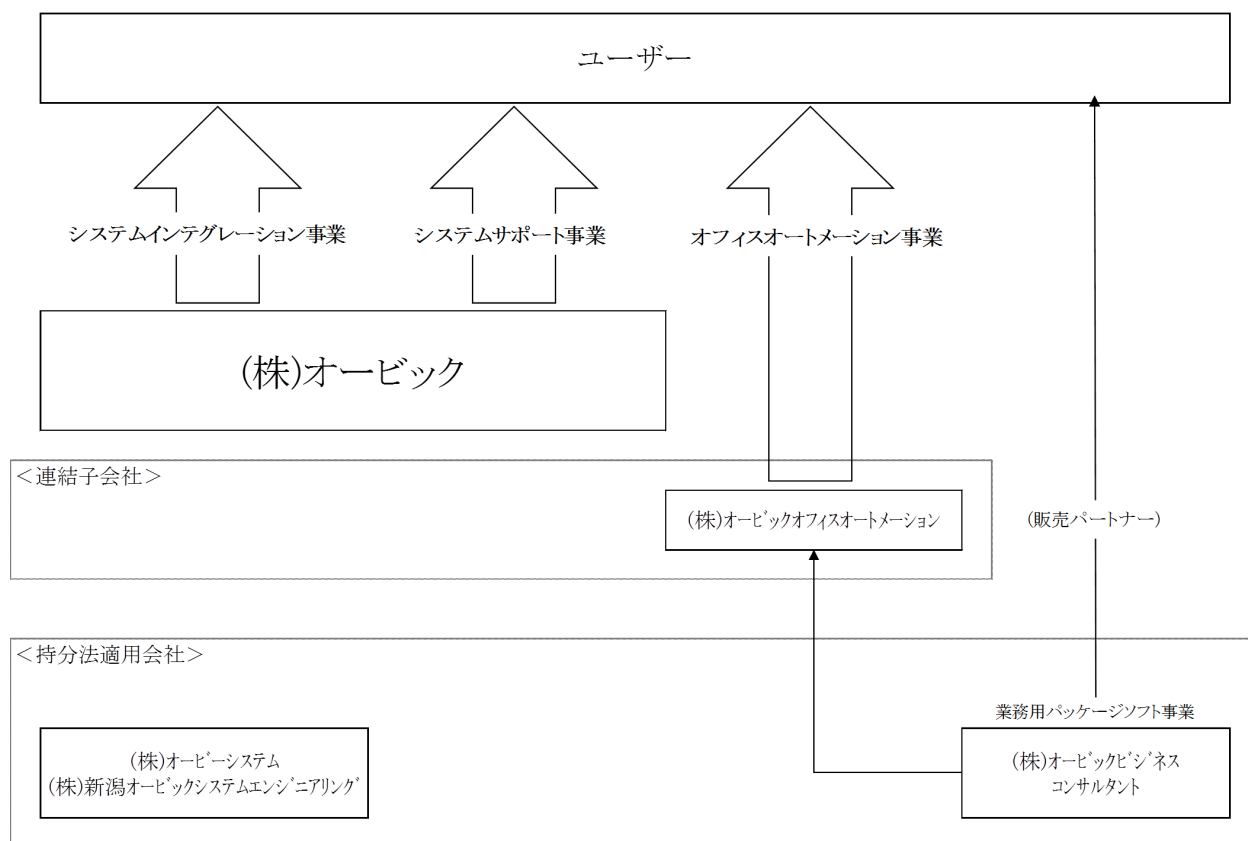 ユーザー
システムインテグレーション事業
システムサポート事業
オフィスオートメーション事業
(株)オービック
<連結子会社>
(株)オービックオフィスオートメーション
(販売パートナー)
<持分法適用会社>
業務用パッケージソフト事業
(株)オービーシステム
(株)新潟オービックシステムエンジニアリング
(株)オービックビジネス
コンサルタント